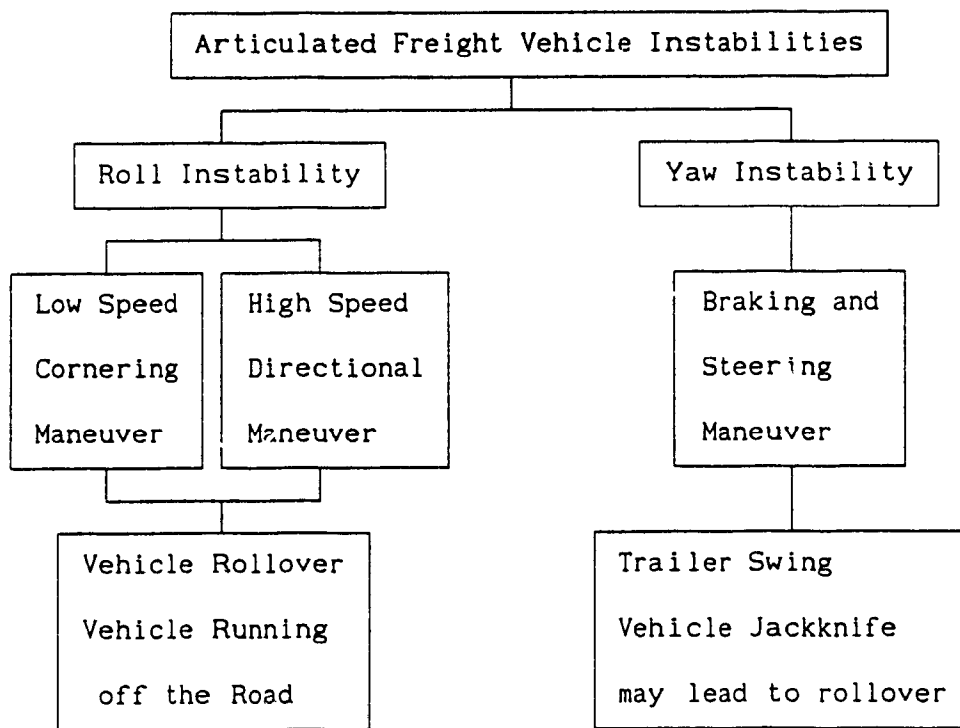 Articulated Freight Vehicle Instabilities
Roll Instability
Yaw Instability
Low Speed
Cornering
Maneuver
High Speed
Directional
Maneuver
Braking and
Steering
Maneuver
Vehicle Rollover
Vehicle Running
off the Road
Trailer Swing
Vehicle Jackknife
may lead to rollover